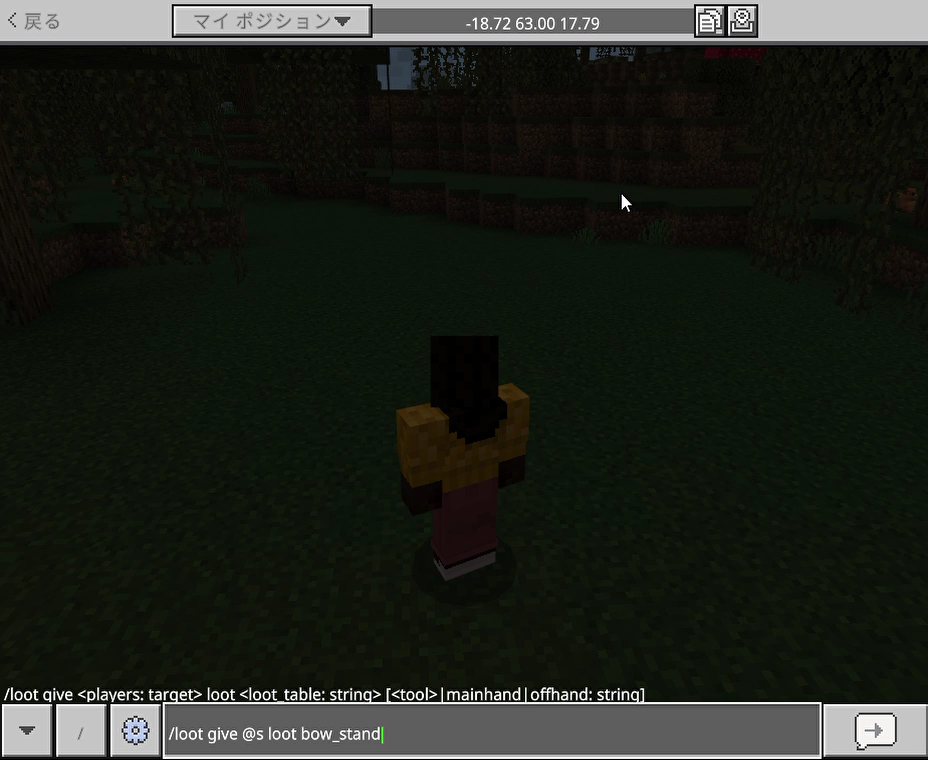 戻る
マイ ポジション
-18.72 63.00 17.79
/loot give <players: target> loot <loot_table: string> [<tool>|mainhand|offhand: string]
/
/loot give @s loot bow_stand